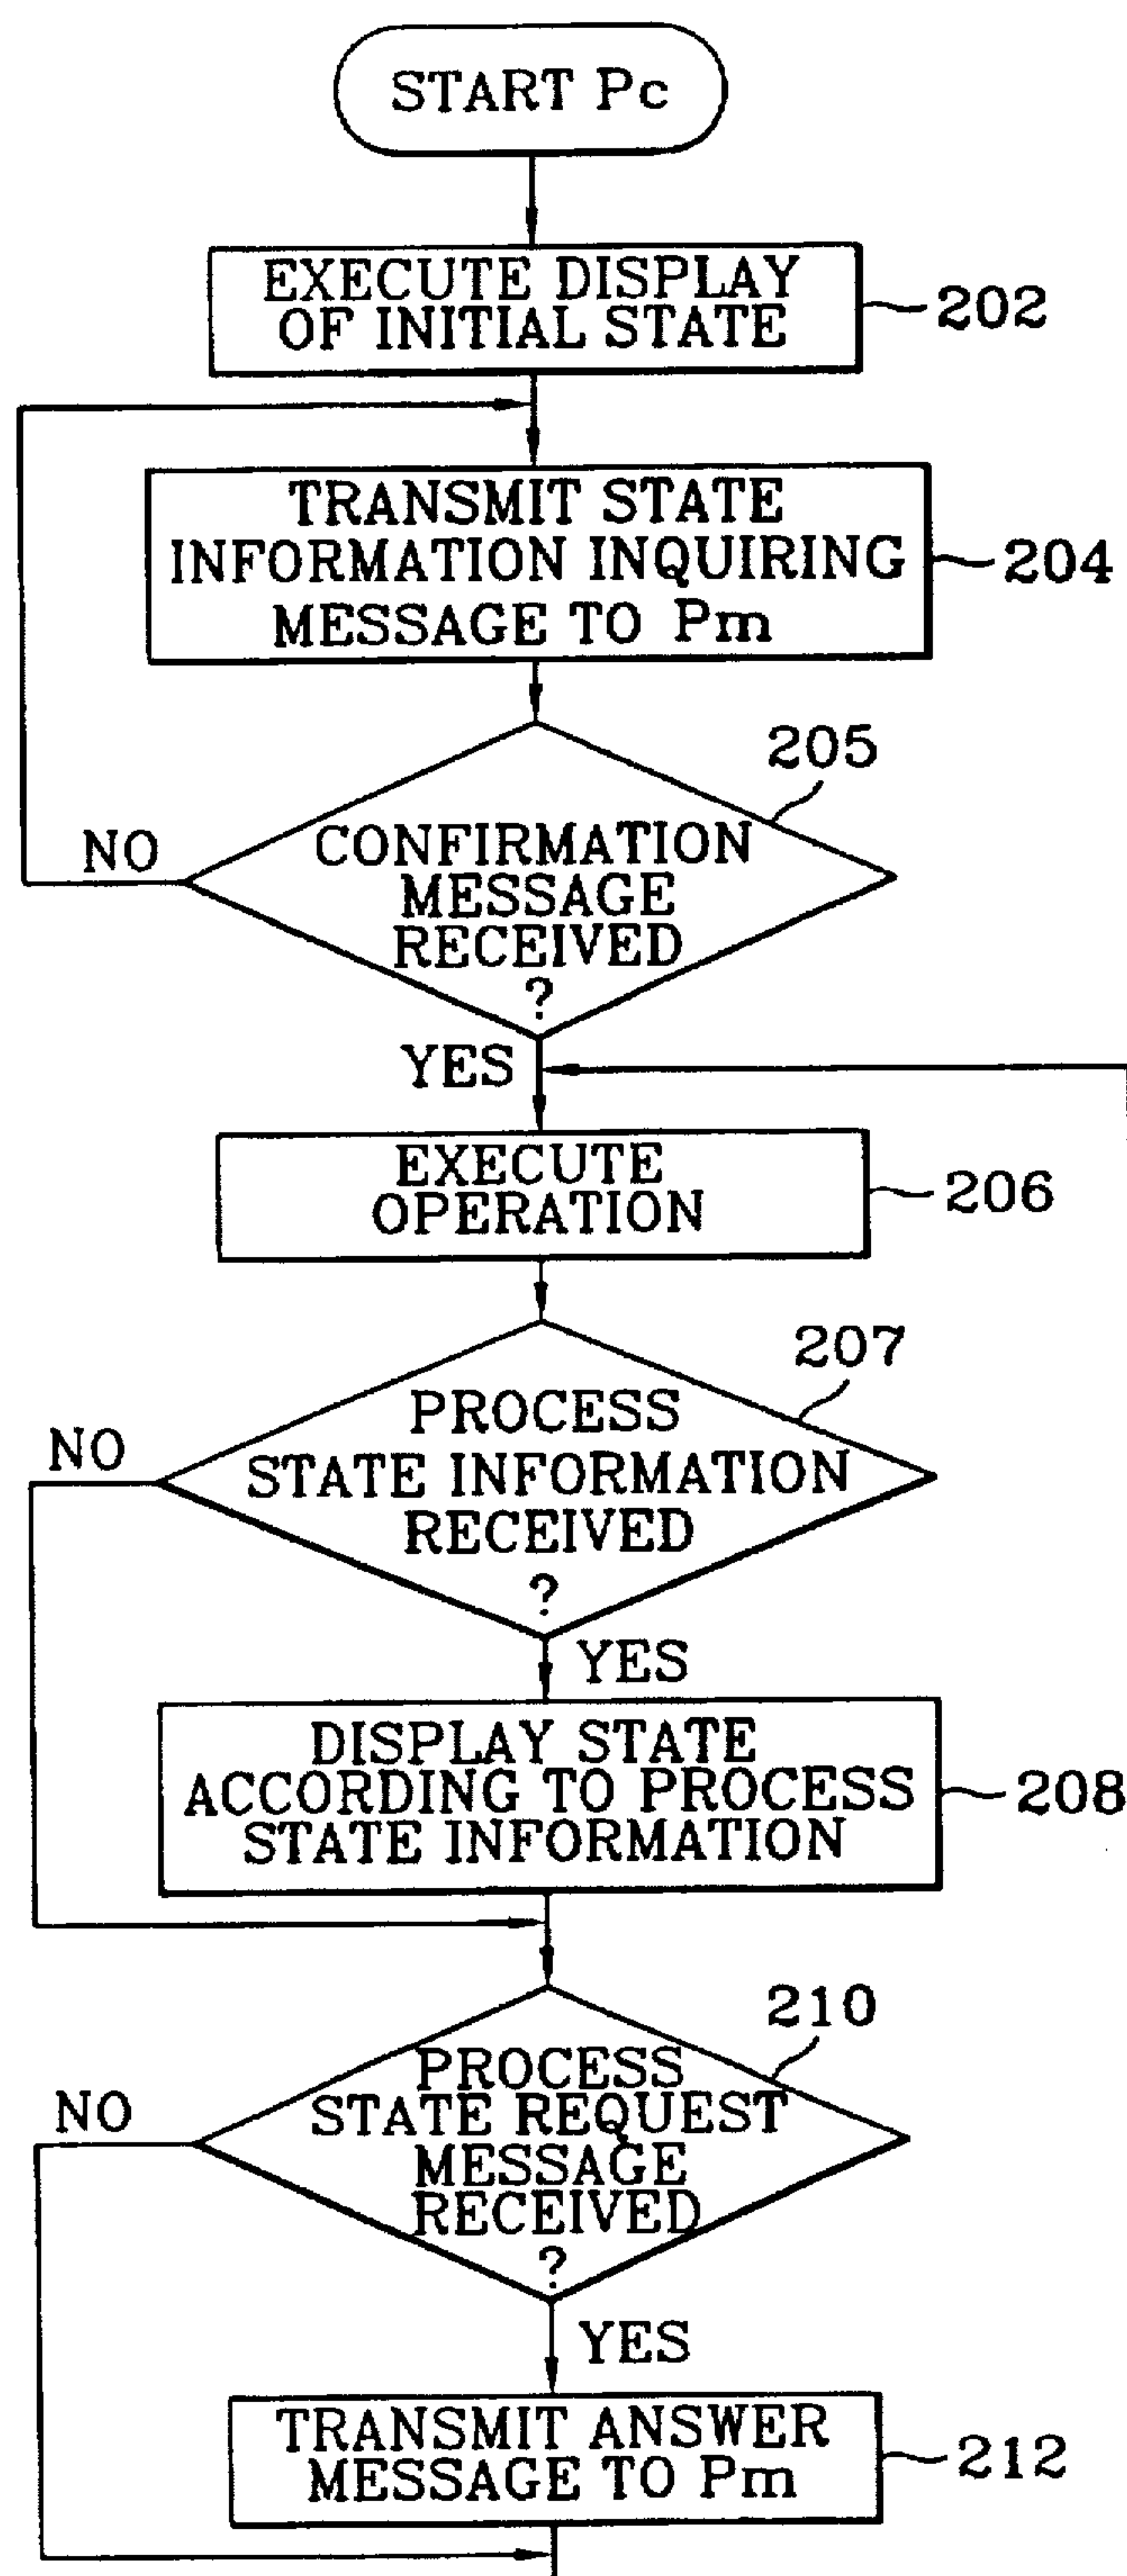 START Pc
EXECUTE DISPLAY
OF INITIAL STATE
202
TRANSMIT STATE
INFORMATION INQUIRING
MESSAGE TO Pm
204
205
NO
CONFIRMATION
MESSAGE
RECEIVED
?
YES
EXECUTE
OPERATION
206
207
NO
PROCESS
STATE INFORMATION
RECEIVED
?
YES
DISPLAY STATE
ACCORDING TO PROCESS
STATE INFORMATION
208
210
NO
PROCESS
STATE REQUEST
MESSAGE
RECEIVED
?
YES
TRANSMIT ANSWER
MESSAGE TO Pm
212